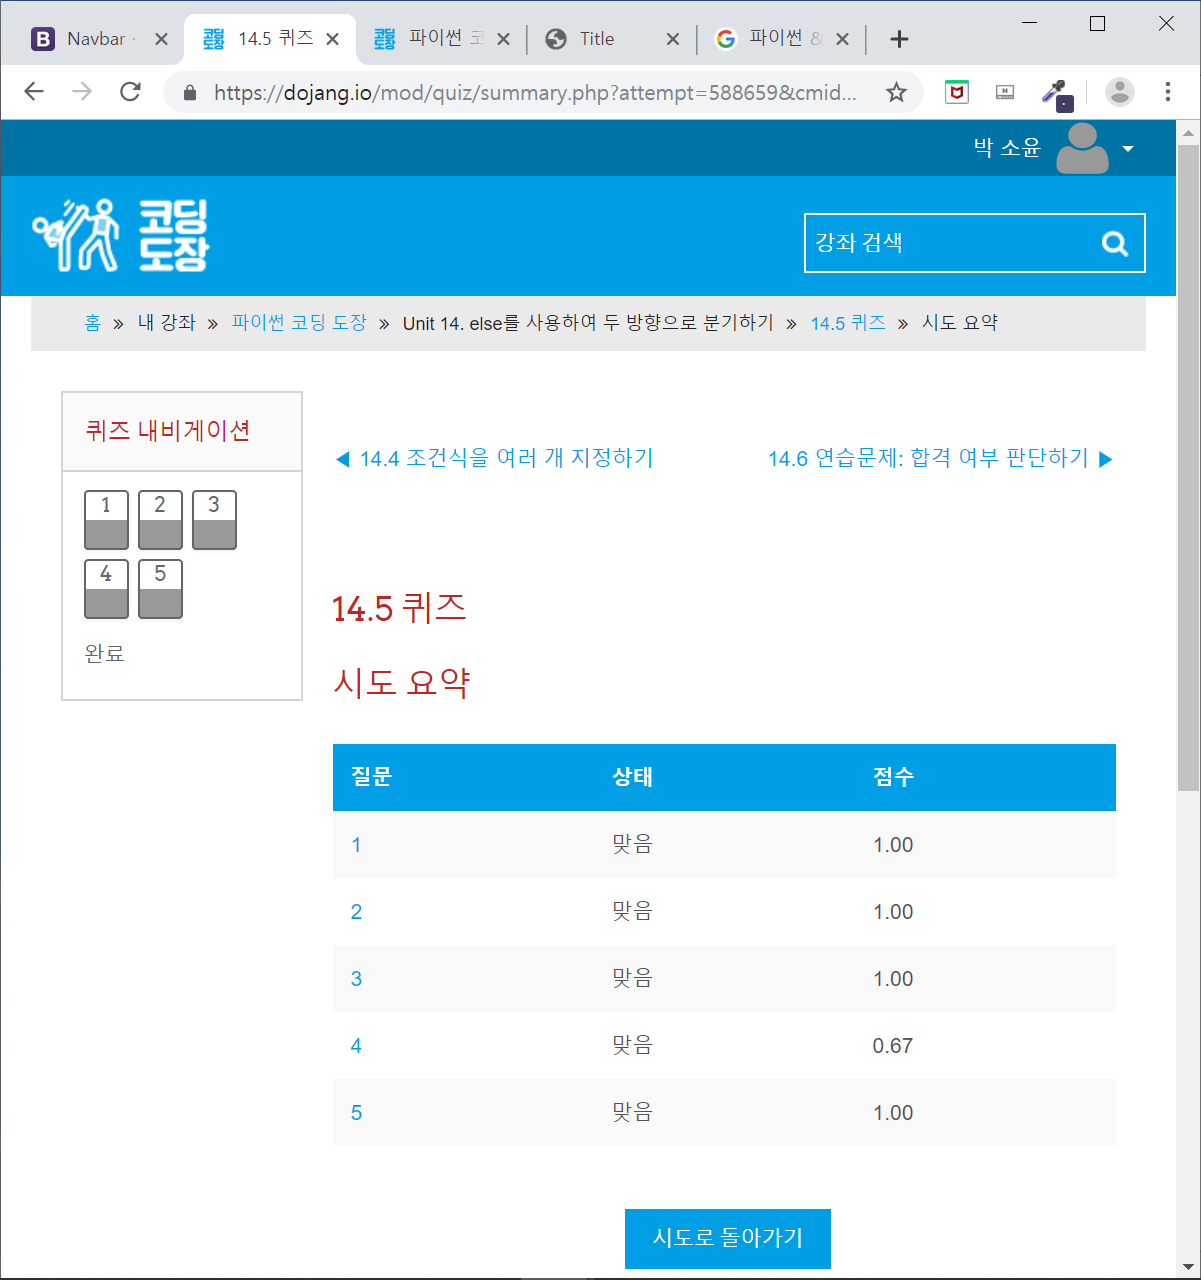 Navbar
14.5 퀴즈
파이썬 코
Title
파이썬 &
https://dojang.io/mod/quiz/summary.php?attempt=588659&cmid...
박 소윤
코딩
도장
강좌 검색
홈 » 내 강좌 » 파이썬 코딩 도장 » Unit 14. else를 사용하여 두 방향으로 분기하기 » 14.5 퀴즈 » 시도 요약
퀴즈 내비게이션
1 2 3
4 5
완료
◀ 14.4 조건식을 여러 개 지정하기
14.6 연습문제: 합격 여부 판단하기 ▶
14.5 퀴즈
시도 요약
질문 상태 점수
1 맞음 1.00
2 맞음 1.00
3 맞음 1.00
4 맞음 0.67
5 맞음 1.00
시도로 돌아가기